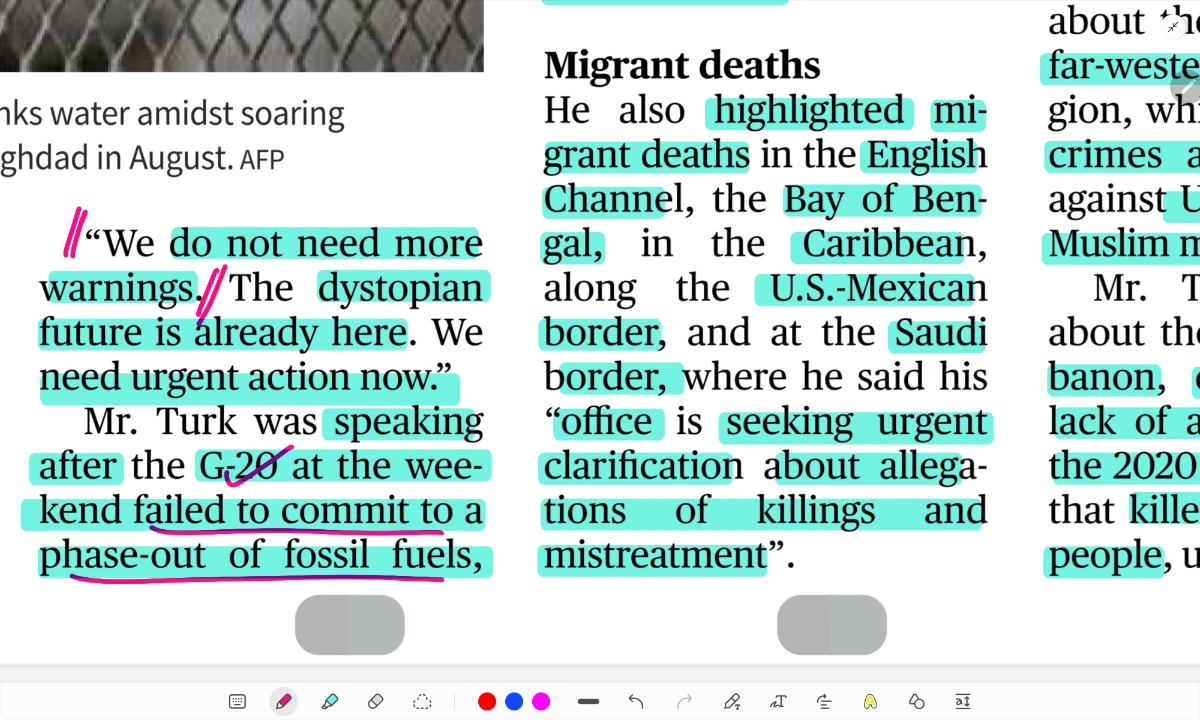 nks water amidst soaring
ghdad in August. AFP
“We do not need more
warnings. The dystopian
future is already here. We
need urgent action now.”
Mr. Turk was speaking
after the G-20 at the wee-
kend failed to commit to a
phase-out of fossil fuels,
Migrant deaths
He also highlighted mi-
grant deaths in the English
Channel, the Bay of Ben-
gal, in the Caribbean,
along the U.S.-Mexican
border, and at the Saudi
border, where he said his
“office is seeking urgent
clarification about allega-
tions of killings and
mistreatment”.
about the
far-weste
gion, whi
crimes a
against U
Muslim m
Mr. T
about the
banon,
lack of a
the 2020
that kille
people, u